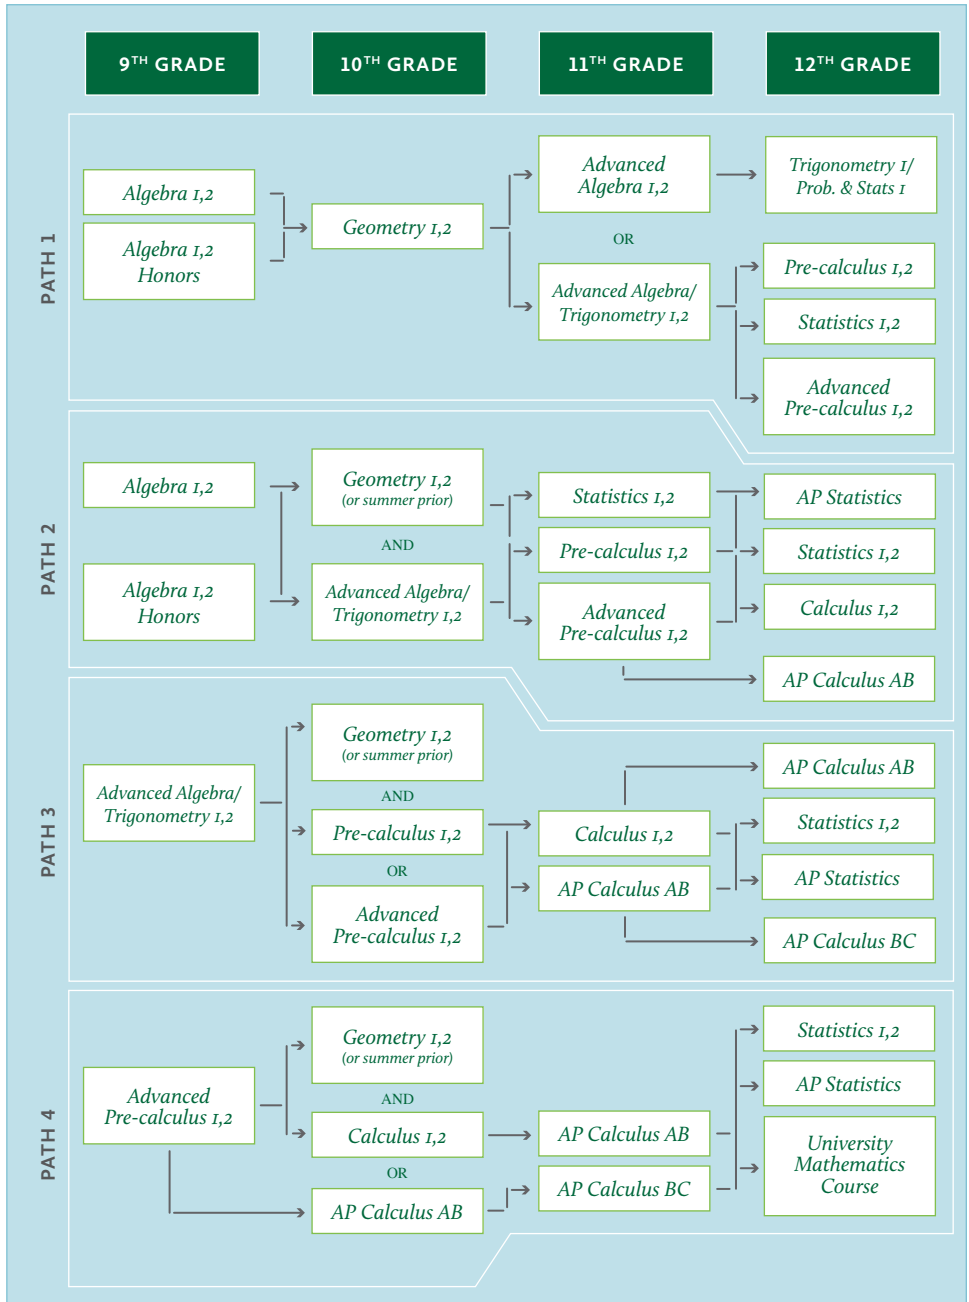 9TH GRADE
10TH GRADE
11TH GRADE
12TH GRADE
PATH 1
Algebra 1,2
Algebra 1,2
Honors
Geometry 1,2
Advanced
Algebra 1,2
OR
Advanced Algebra/
Trigonometry 1,2
Trigonometry 1/
Prob. & Stats 1
Pre-calculus 1,2
Statistics 1,2
Advanced
Pre-calculus 1,2
PATH 2
Algebra 1,2
Algebra 1,2
Honors
Geometry 1,2
(or summer prior)
AND
Advanced Algebra/
Trigonometry 1,2
Statistics 1,2
Pre-calculus 1,2
Advanced
Pre-calculus 1,2
AP Statistics
Statistics 1,2
Calculus 1,2
AP Calculus AB
PATH 3
Advanced Algebra/
Trigonometry 1,2
Geometry 1,2
(or summer prior)
AND
Pre-calculus 1,2
OR
Advanced
Pre-calculus 1,2
Calculus 1,2
AP Calculus AB
AP Calculus AB
Statistics 1,2
AP Statistics
AP Calculus BC
PATH 4
Advanced
Pre-calculus 1,2
Geometry 1,2
(or summer prior)
AND
Calculus 1,2
OR
AP Calculus AB
AP Calculus AB
AP Calculus BC
Statistics 1,2
AP Statistics
University
Mathematics
Course